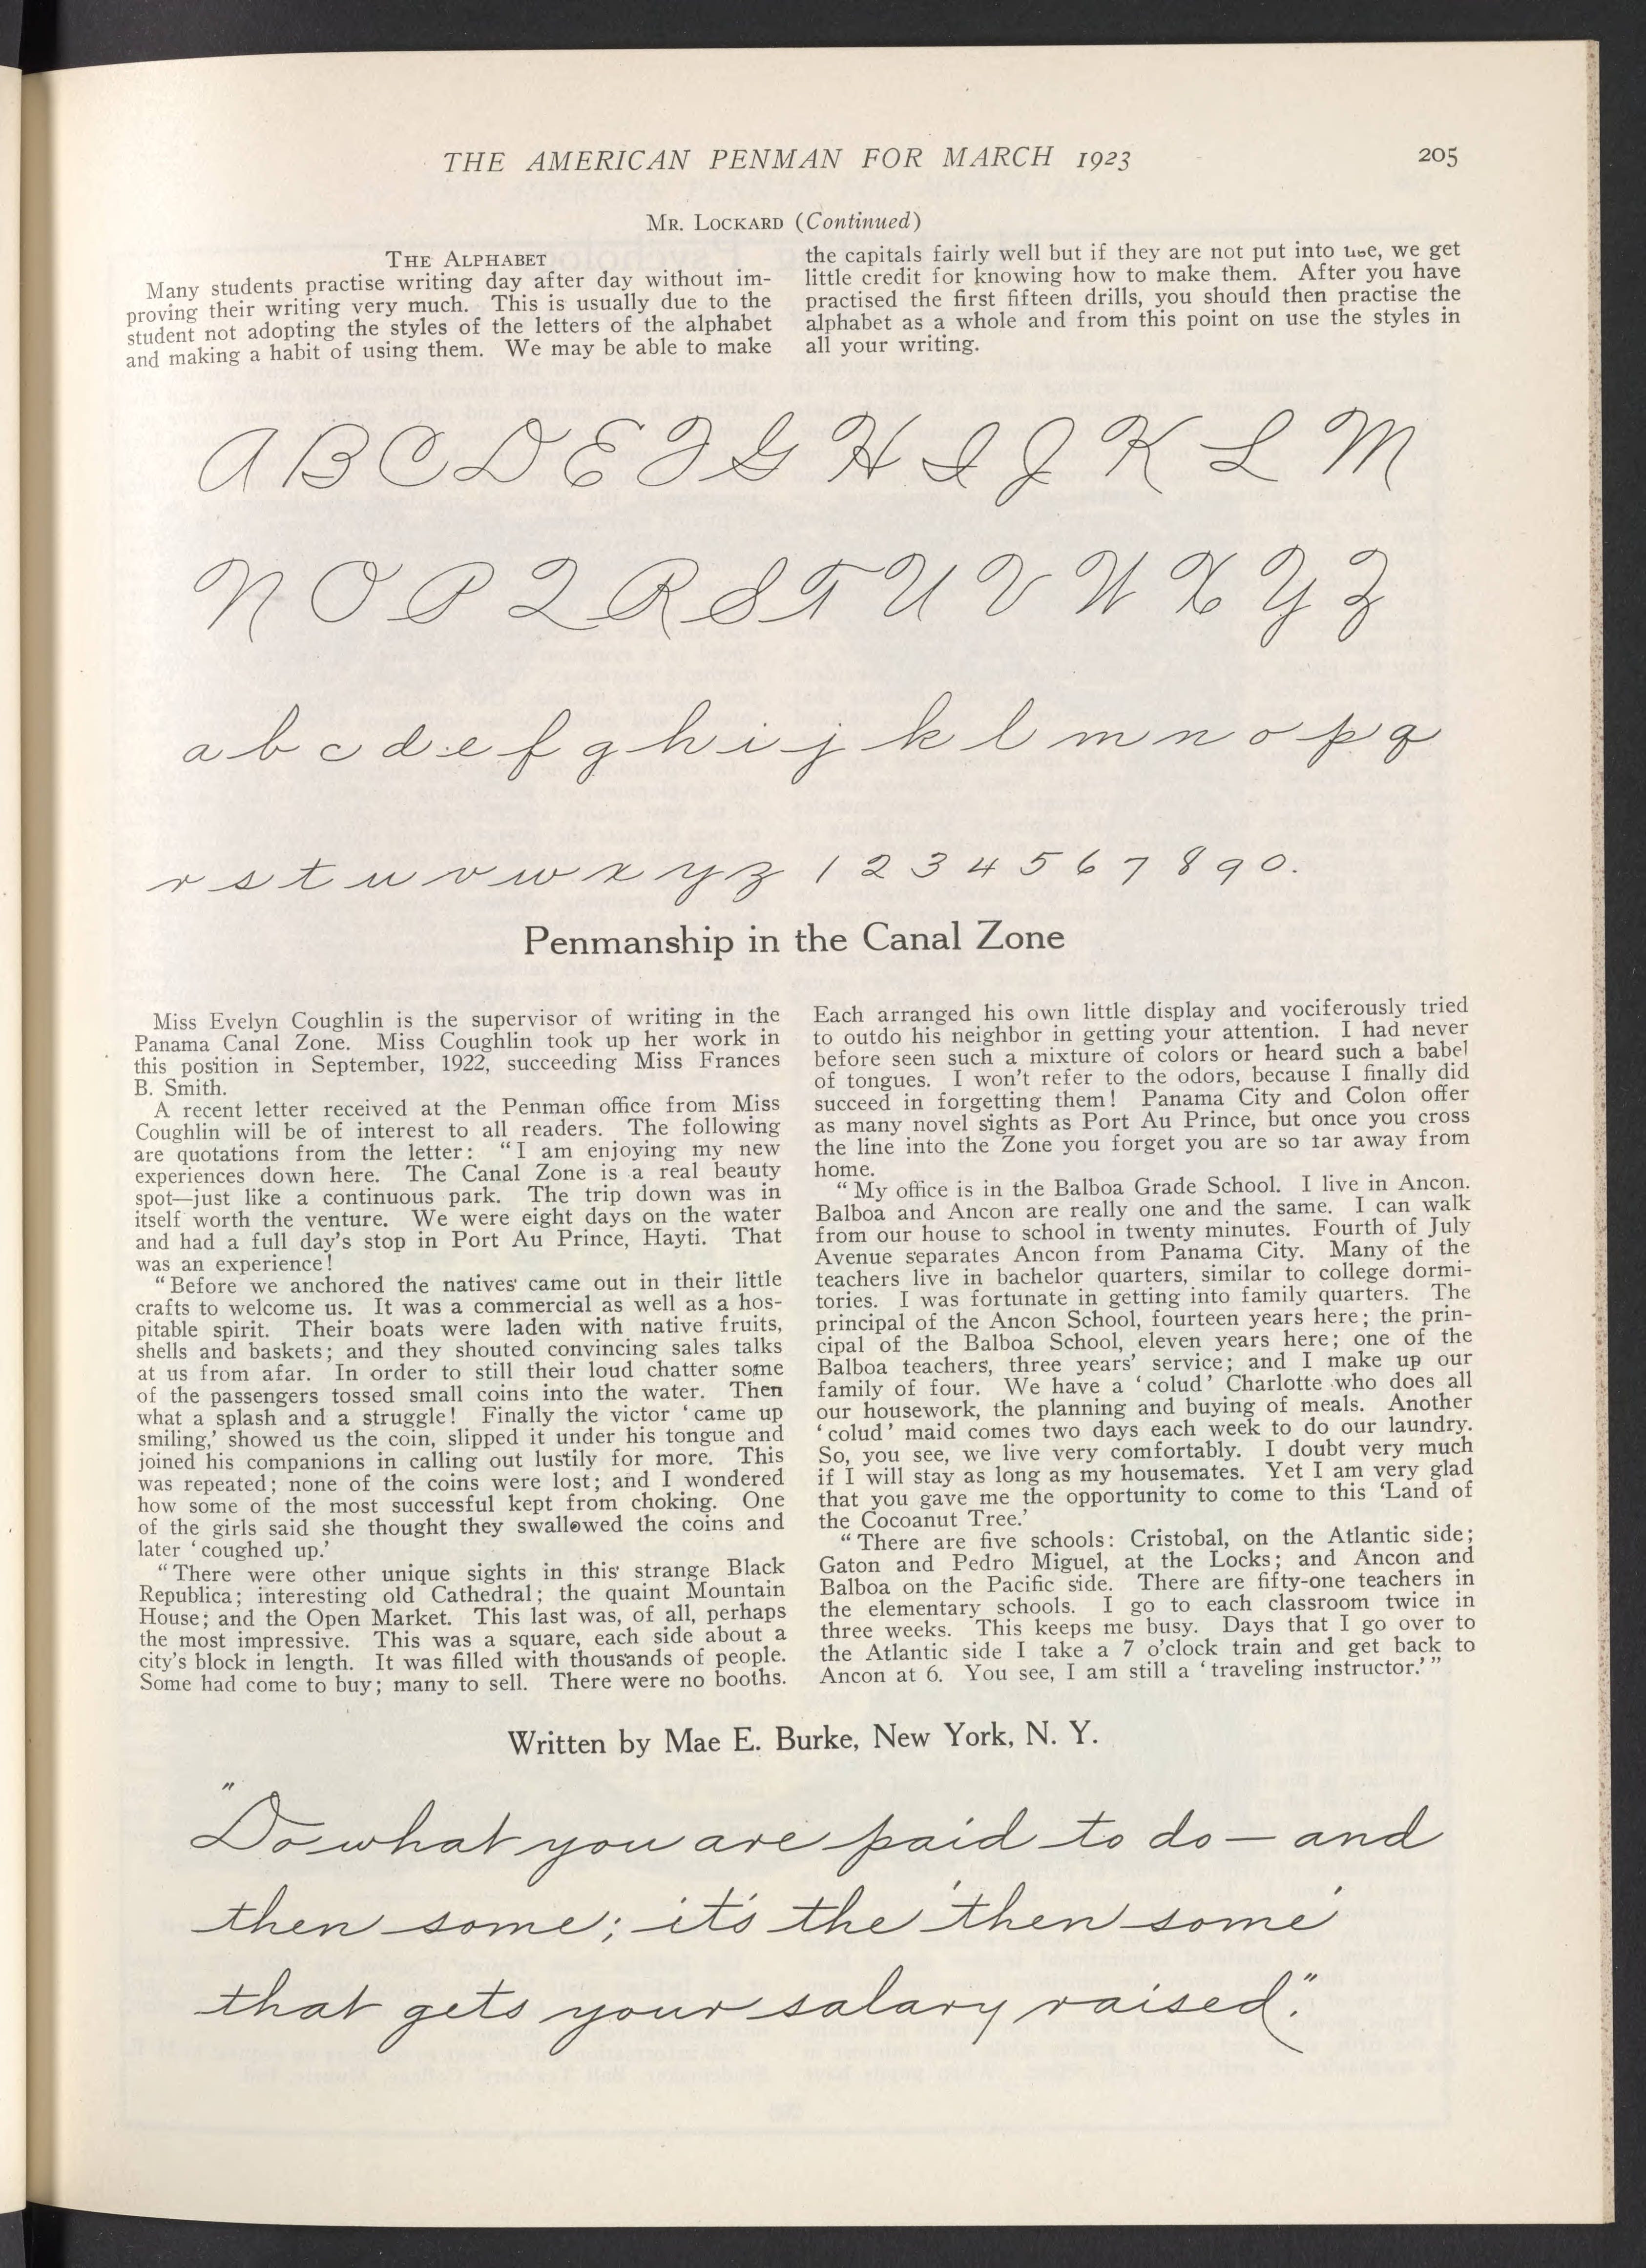 THE AMERICAN PENMAN FOR MARCH 1923
205
MR. LOCKARD (Continued)
THE ALPHABET
Many students practise writing day after day without im-
proving their writing very much. This is usually due to the
student not adopting the styles of the letters of the alphabet
and making a habit of using them. We may be able to make
the capitals fairly well but if they are not put into use, we get
little credit for knowing how to make them. After you have
practised the first fifteen drills, you should then practise the
alphabet as a whole and from this point on use the styles in
all your writing.
A B C D E F G H I J K L M
N O P Q R S T U V W X Y Z
a b c d e f g h i j k l m n o p q
r s t u v w x y z 1 2 3 4 5 6 7 8 9 0.
Penmanship in the Canal Zone
Miss Evelyn Coughlin is the supervisor of writing in the
Panama Canal Zone. Miss Coughlin took up her work in
this position in September, 1922, succeeding Miss Frances
B. Smith.
A recent letter received at the Penman office from Miss
Coughlin will be of interest to all readers. The following
are quotations from the letter: "I am enjoying my new
experiences down here. The Canal Zone is a real beauty
spot—just like a continuous park. The trip down was in
itself worth the venture. We were eight days on the water
and had a full day's stop in Port Au Prince, Hayti. That
was an experience!
"Before we anchored the natives came out in their little
crafts to welcome us. It was a commercial as well as a hos-
pitable spirit. Their boats were laden with native fruits,
shells and baskets; and they shouted convincing sales talks
at us from afar. In order to still their loud chatter some
of the passengers tossed small coins into the water. Then
what a splash and a struggle! Finally the victor 'came up
smiling,' showed us the coin, slipped it under his tongue and
joined his companions in calling out lustily for more. This
was repeated; none of the coins were lost; and I wondered
how some of the most successful kept from choking. One
of the girls said she thought they swallowed the coins and
later 'coughed up.'
"There were other unique sights in this strange Black
Republica; interesting old Cathedral; the quaint Mountain
House; and the Open Market. This last was, of all, perhaps
the most impressive. This was a square, each side about a
city's block in length. It was filled with thousands of people.
Some had come to buy; many to sell. There were no booths.
Each arranged his own little display and vociferously tried
to outdo his neighbor in getting your attention. I had never
before seen such a mixture of colors or heard such a babel
of tongues. I won't refer to the odors, because I finally did
succeed in forgetting them! Panama City and Colon offer
as many novel sights as Port Au Prince, but once you cross
the line into the Zone you forget you are so far away from
home.
"My office is in the Balboa Grade School. I live in Ancon.
Balboa and Ancon are really one and the same. I can walk
from our house to school in twenty minutes. Fourth of July
Avenue separates Ancon from Panama City. Many of the
teachers live in bachelor quarters, similar to college dormi-
tories. I was fortunate in getting into family quarters. The
principal of the Ancon School, fourteen years here; the prin-
cipal of the Balboa School, eleven years here; one of the
Balboa teachers, three years' service; and I make up our
family of four. We have a 'colud' Charlotte who does all
our housework, the planning and buying of meals. Another
'colud' maid comes two days each week to do our laundry.
So, you see, we live very comfortably. I doubt very much
if I will stay as long as my housemates. Yet I am very glad
that you gave me the opportunity to come to this 'Land of
the Cocoanut Tree.'
"There are five schools: Cristobal, on the Atlantic side;
Gaton and Pedro Miguel, at the Locks; and Ancon and
Balboa on the Pacific side. There are fifty-one teachers in
the elementary schools. I go to each classroom twice in
three weeks. This keeps me busy. Days that I go over to
the Atlantic side I take a 7 o'clock train and get back to
Ancon at 6. You see, I am still a 'traveling instructor.'"
Written by Mae E. Burke, New York, N. Y.
"Do what you are paid to do — and
then some; it's the 'then some'
that gets your salary raised."